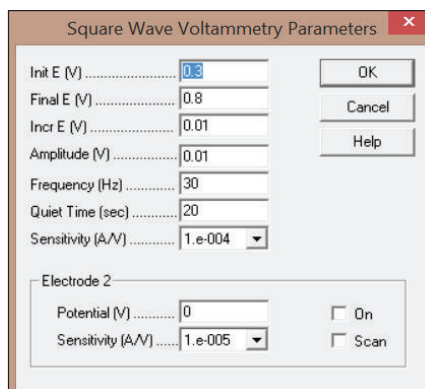 Square Wave Voltammetry Parameters
Init E (V) ...................... 0.3 OK
Final E (V) ..................... 0.8 Cancel
Incr E (V) ...................... 0.01 Help
Amplitude (V) ................ 0.01
Frequency (Hz) .............. 30
Quiet Time (sec) ........... 20
Sensitivity (A/V) ............ 1.e-004
Electrode 2
Potential (V) ............ 0 On
Sensitivity (A/V) ...... 1.e-005 Scan